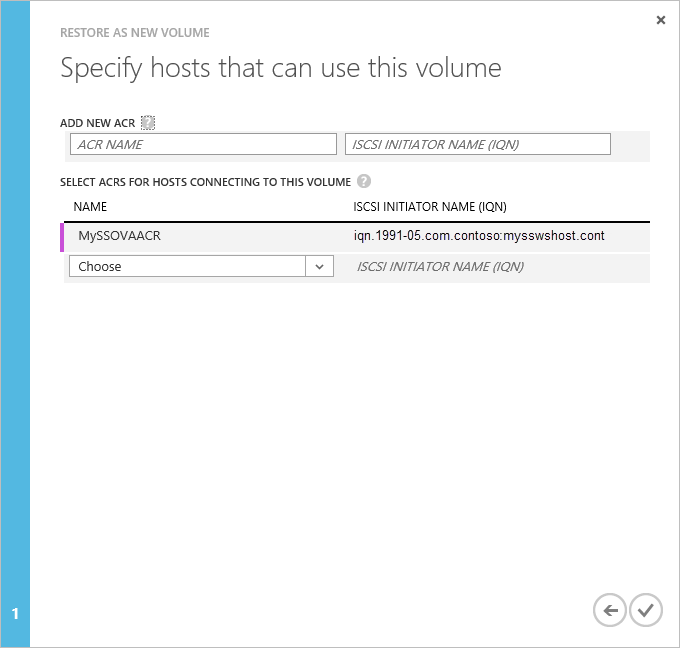 RESTORE AS NEW VOLUME
Specify hosts that can use this volume
ADD NEW ACR ?
ACR NAME ISCSI INITIATOR NAME (IQN)
SELECT ACRS FOR HOSTS CONNECTING TO THIS VOLUME ?
NAME ISCSI INITIATOR NAME (IQN)
MySSOVAACR iqn.1991-05.com.contoso:mysswshost.cont
Choose ISCSI INITIATOR NAME (IQN)
1